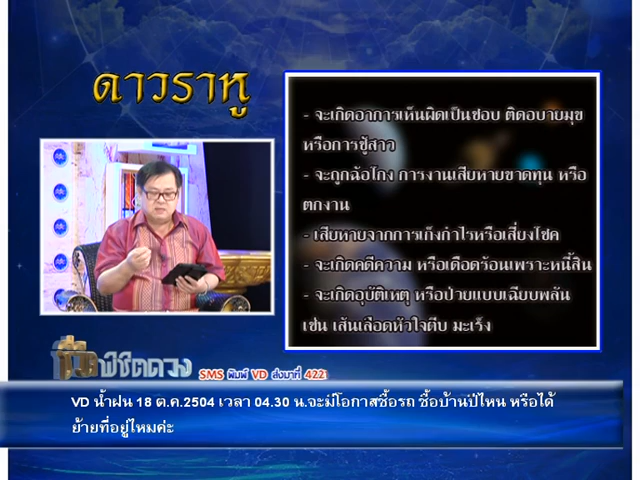 ดาวราหู
- จะเกิดอาการเห็นผิดเป็นชอบ ติดอบายมุข
หรือการชู้สาว
- จะถูกฉ้อโกง การงานเสียหายขาดทุน หรือ
ตกงาน
- เสียหายจากการเก็งกำไรหรือเสี่ยงโชค
- จะเกิดคดีความ หรือเดือดร้อนเพราะหนี้สิน
- จะเกิดอุบัติเหตุ หรือป่วยแบบเฉียบพลัน
เช่น เส้นเลือดหัวใจตีบ มะเร็ง
พิชิตดวง
SMS พิมพ์ VD ส่งมาที่ 4221
VD น้ำฝน 18 ต.ค.2504 เวลา 04.30 น.จะมีโอกาสซื้อรถ ซื้อบ้านปีไหน หรือได้
ย้ายที่อยู่ไหมค่ะ